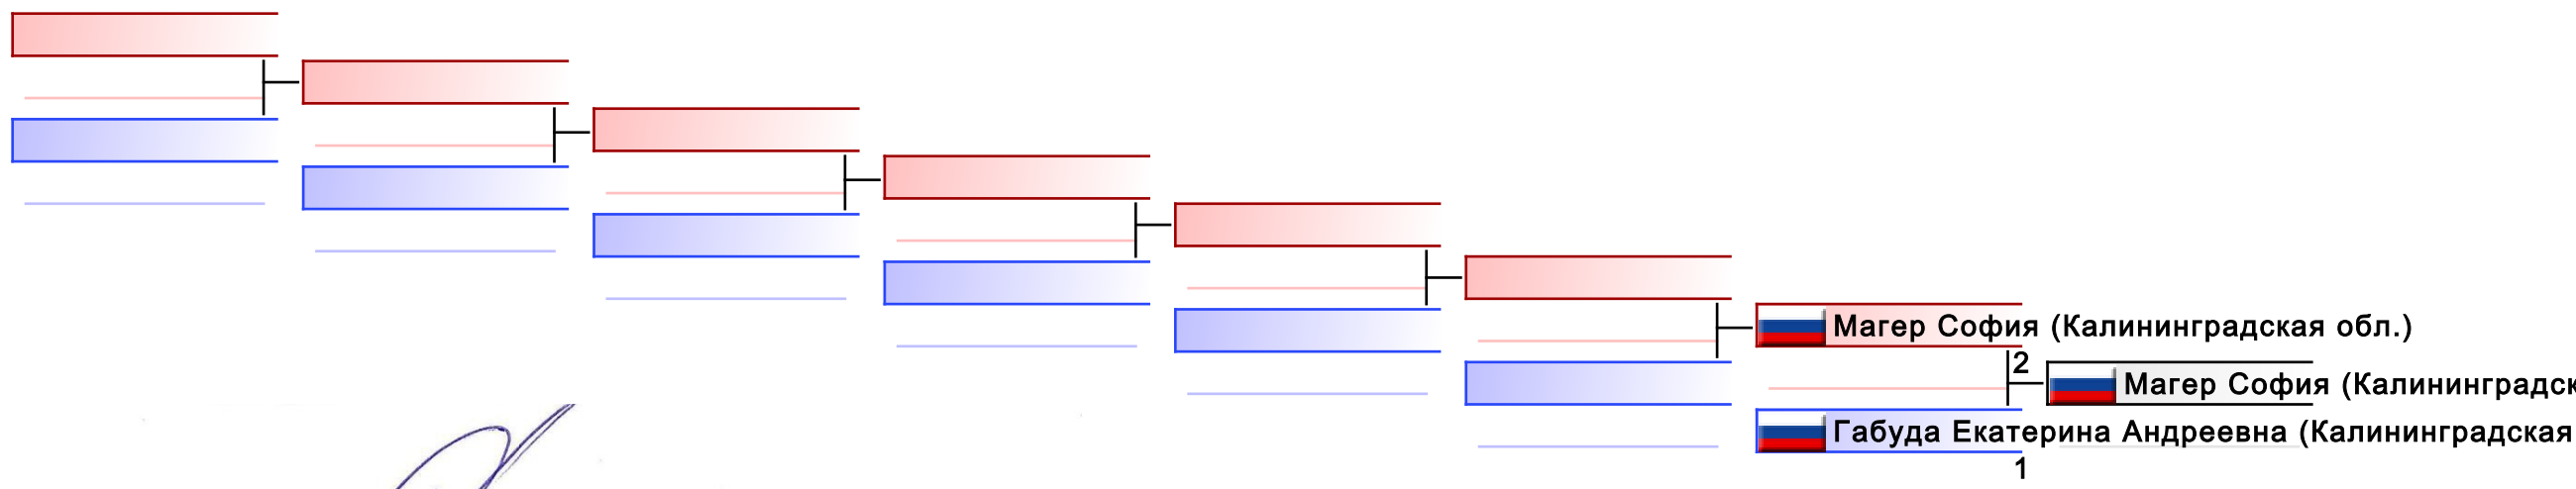 Магер София (Калининградская обл.)
2
Магер София (Калининградск
Габуда Екатерина Андреевна (Калининградская
1